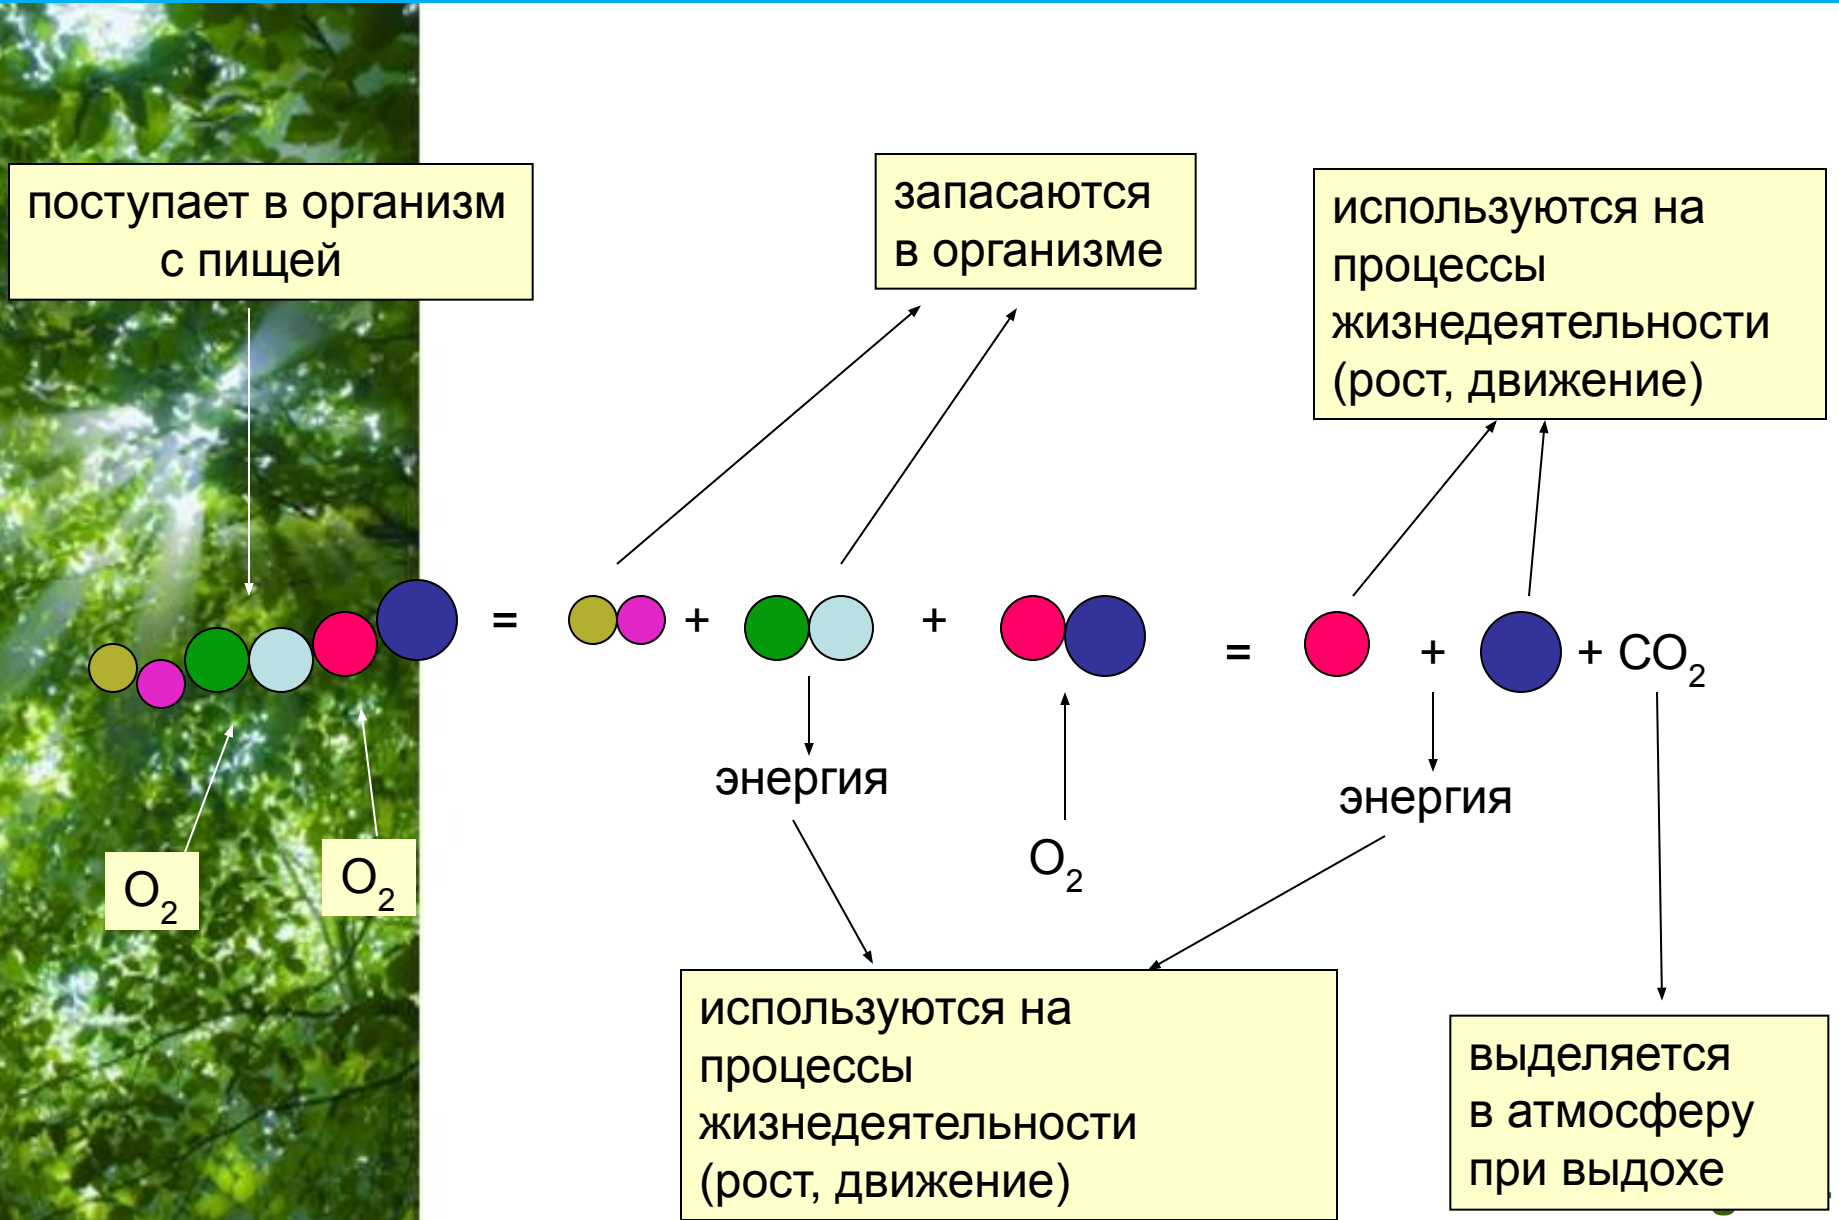 поступает в организм
с пищей
запасаются
в организме
используются на
процессы
жизнедеятельности
(рост, движение)
= + + = + + CO₂
энергия
энергия
O₂
O₂
O₂
используются на
процессы
жизнедеятельности
(рост, движение)
выделяется
в атмосферу
при выдохе